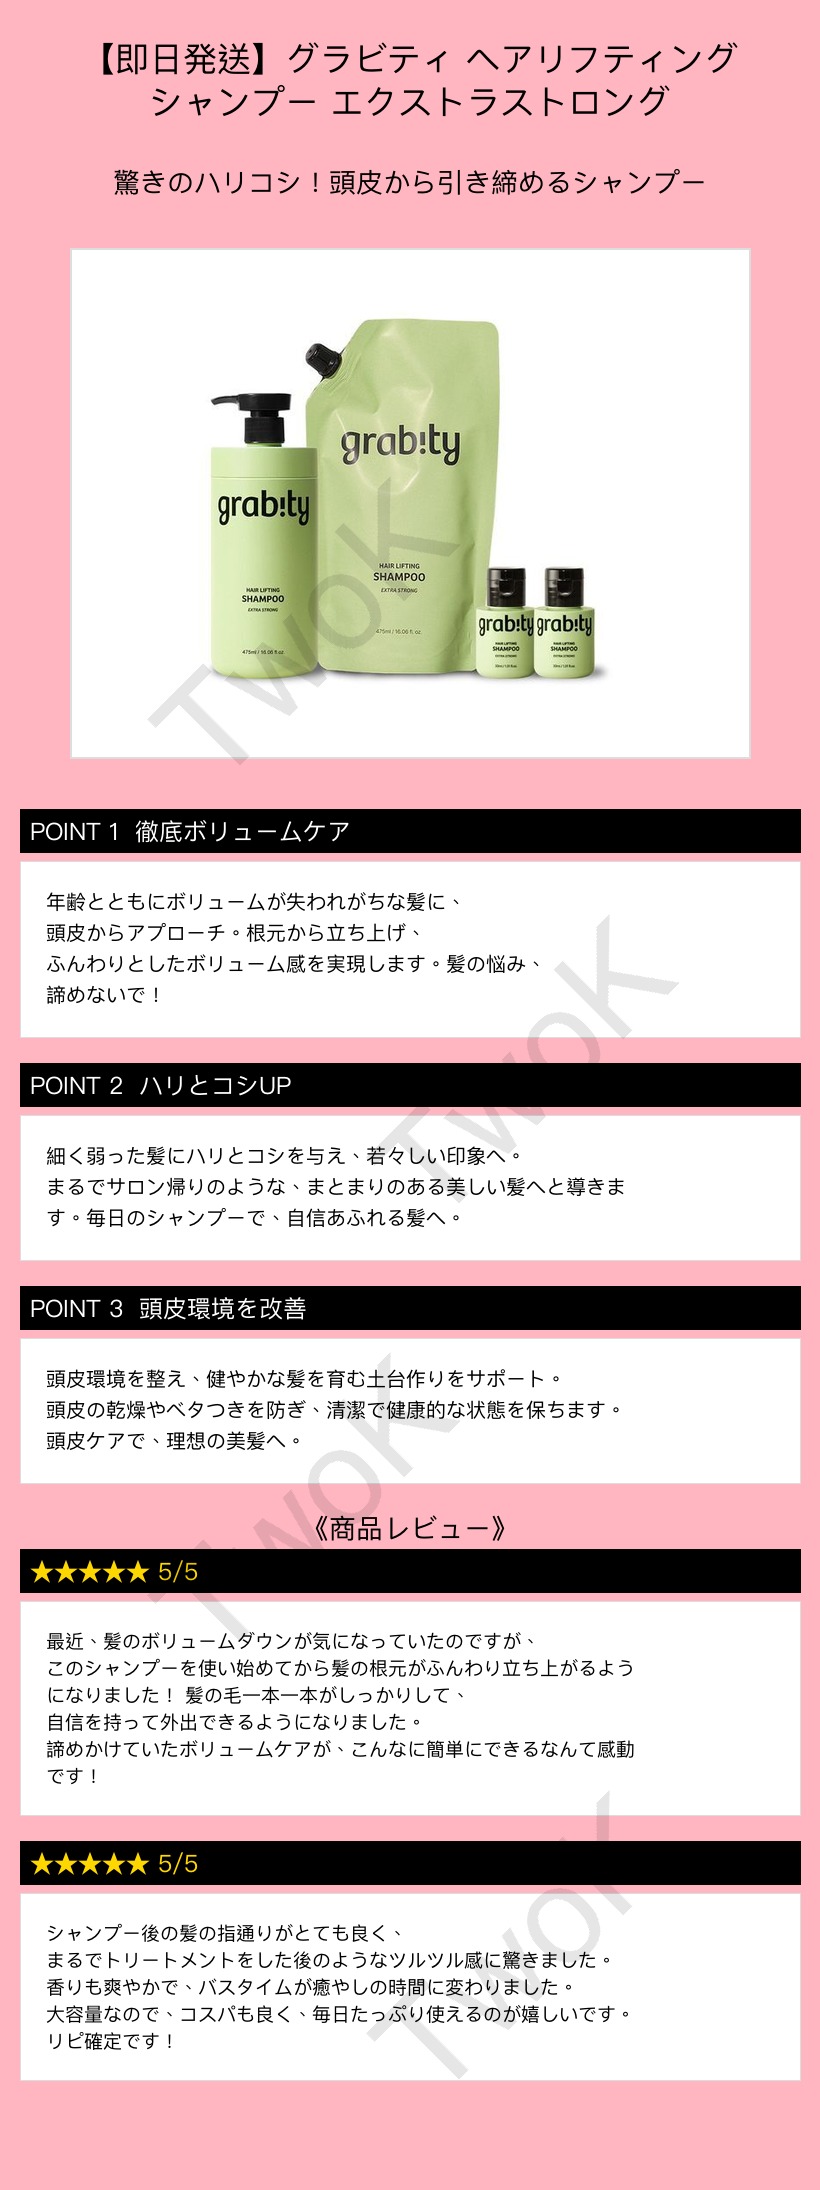 【即日発送】グラビティ ヘアリフティング
シャンプー エクストラストロング
驚きのハリコシ！頭皮から引き締めるシャンプー
grab!ty
HAIR LIFTING
SHAMPOO
EXTRA STRONG
475ml / 16.06 fl. oz
grab!ty
HAIR LIFTING
SHAMPOO
EXTRA STRONG
475ml / 16.06 fl. oz
grab!ty
HAIR LIFTING
SHAMPOO
EXTRA STRONG
grab!ty
HAIR LIFTING
SHAMPOO
EXTRA STRONG
TwoK
POINT 1 徹底ボリュームケア
年齢とともにボリュームが失われがちな髪に、
頭皮からアプローチ。根元から立ち上げ、
ふんわりとしたボリューム感を実現します。髪の悩み、
諦めないで！
TwoK
POINT 2 ハリとコシUP
細く弱った髪にハリとコシを与え、若々しい印象へ。
まるでサロン帰りのような、まとまりのある美しい髪へと導きま
す。毎日のシャンプーで、自信あふれる髪へ。
POINT 3 頭皮環境を改善
頭皮環境を整え、健やかな髪を育む土台作りをサポート。
頭皮の乾燥やベタつきを防ぎ、清潔で健康的な状態を保ちます。
頭皮ケアで、理想の美髪へ。
TwoK
《商品レビュー》
★★★★★ 5/5
最近、髪のボリュームダウンが気になっていたのですが、
このシャンプーを使い始めてから髪の根元がふんわり立ち上がるよう
になりました！ 髪の毛一本一本がしっかりして、
自信を持って外出できるようになりました。
諦めかけていたボリュームケアが、こんなに簡単にできるなんて感動
です！
★★★★★ 5/5
シャンプー後の髪の指通りがとても良く、
まるでトリートメントをした後のようなツルツル感に驚きました。
香りも爽やかで、バスタイムが癒やしの時間に変わりました。
大容量なので、コスパも良く、毎日たっぷり使えるのが嬉しいです。
リピ確定です！
TwoK